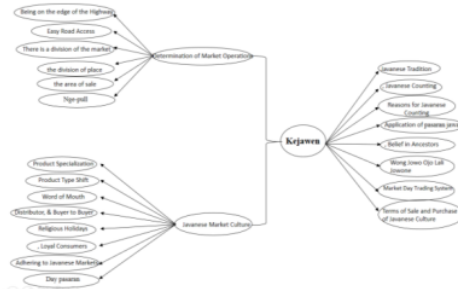 Being on the edge of the Highway
Easy Road Access
There is a division of the market
the division of place
the area of sale
Nge-pull
Determination of Market Operations
Product Specialization
Product Type Shift
Word of Mouth
Distributor, & Buyer to Buyer
Religious Holidays
Loyal Consumers
Adhering to Javanese Markets
Day pasaran
Javanese Market Culture
Kejawen
Javanese Tradition
Javanese Counting
Reasons for Javanese
Counting
Application of pasaran jawa
Belief in Ancestors
Wong Jowo Ojo Lali
Jowone
Market Day Trading System
Terms of Sale and Purchase
of Javanese Culture